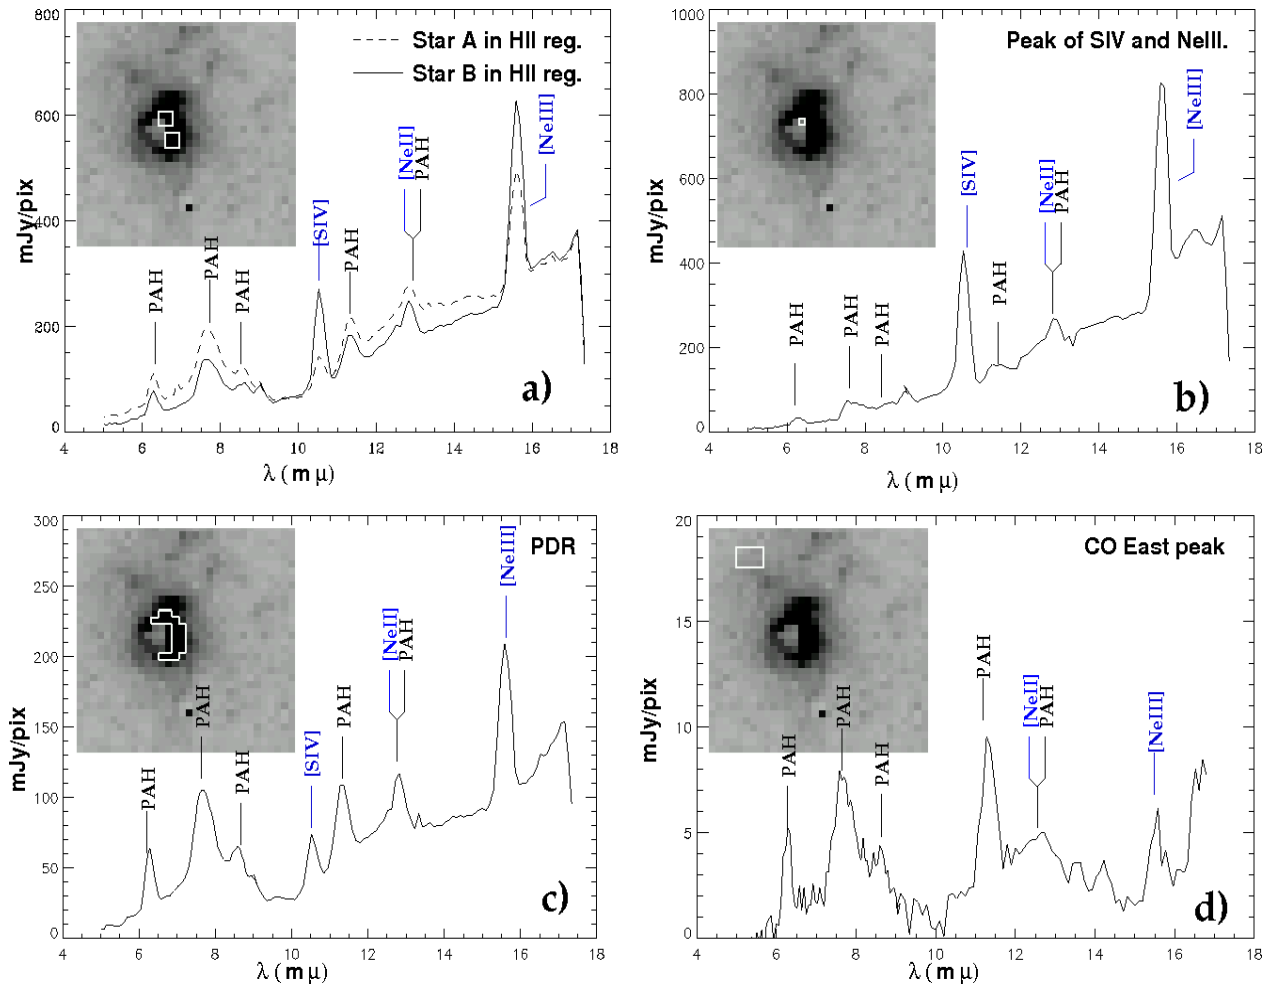 800
600
400
200
0
mJy/pix
Star A in HII reg.
Star B in HII reg.
PAH
PAH
PAH
[SIV]
PAH
[NeII]
PAH
[NeIII]
a)
4 6 8 10 12 14 16 18
λ ( m μ)
1000
800
600
400
200
0
mJy/pix
Peak of SIV and NeIII.
PAH
PAH
PAH
[SIV]
PAH
[NeII]
PAH
[NeIII]
b)
4 6 8 10 12 14 16 18
λ ( m μ)
300
250
200
150
100
50
0
mJy/pix
PDR
PAH
PAH
PAH
[SIV]
PAH
[NeII]
PAH
[NeIII]
c)
4 6 8 10 12 14 16 18
λ ( m μ)
20
15
10
5
0
mJy/pix
CO East peak
PAH
PAH
PAH
PAH
[NeII]
PAH
[NeIII]
d)
4 6 8 10 12 14 16 18
λ ( m μ)